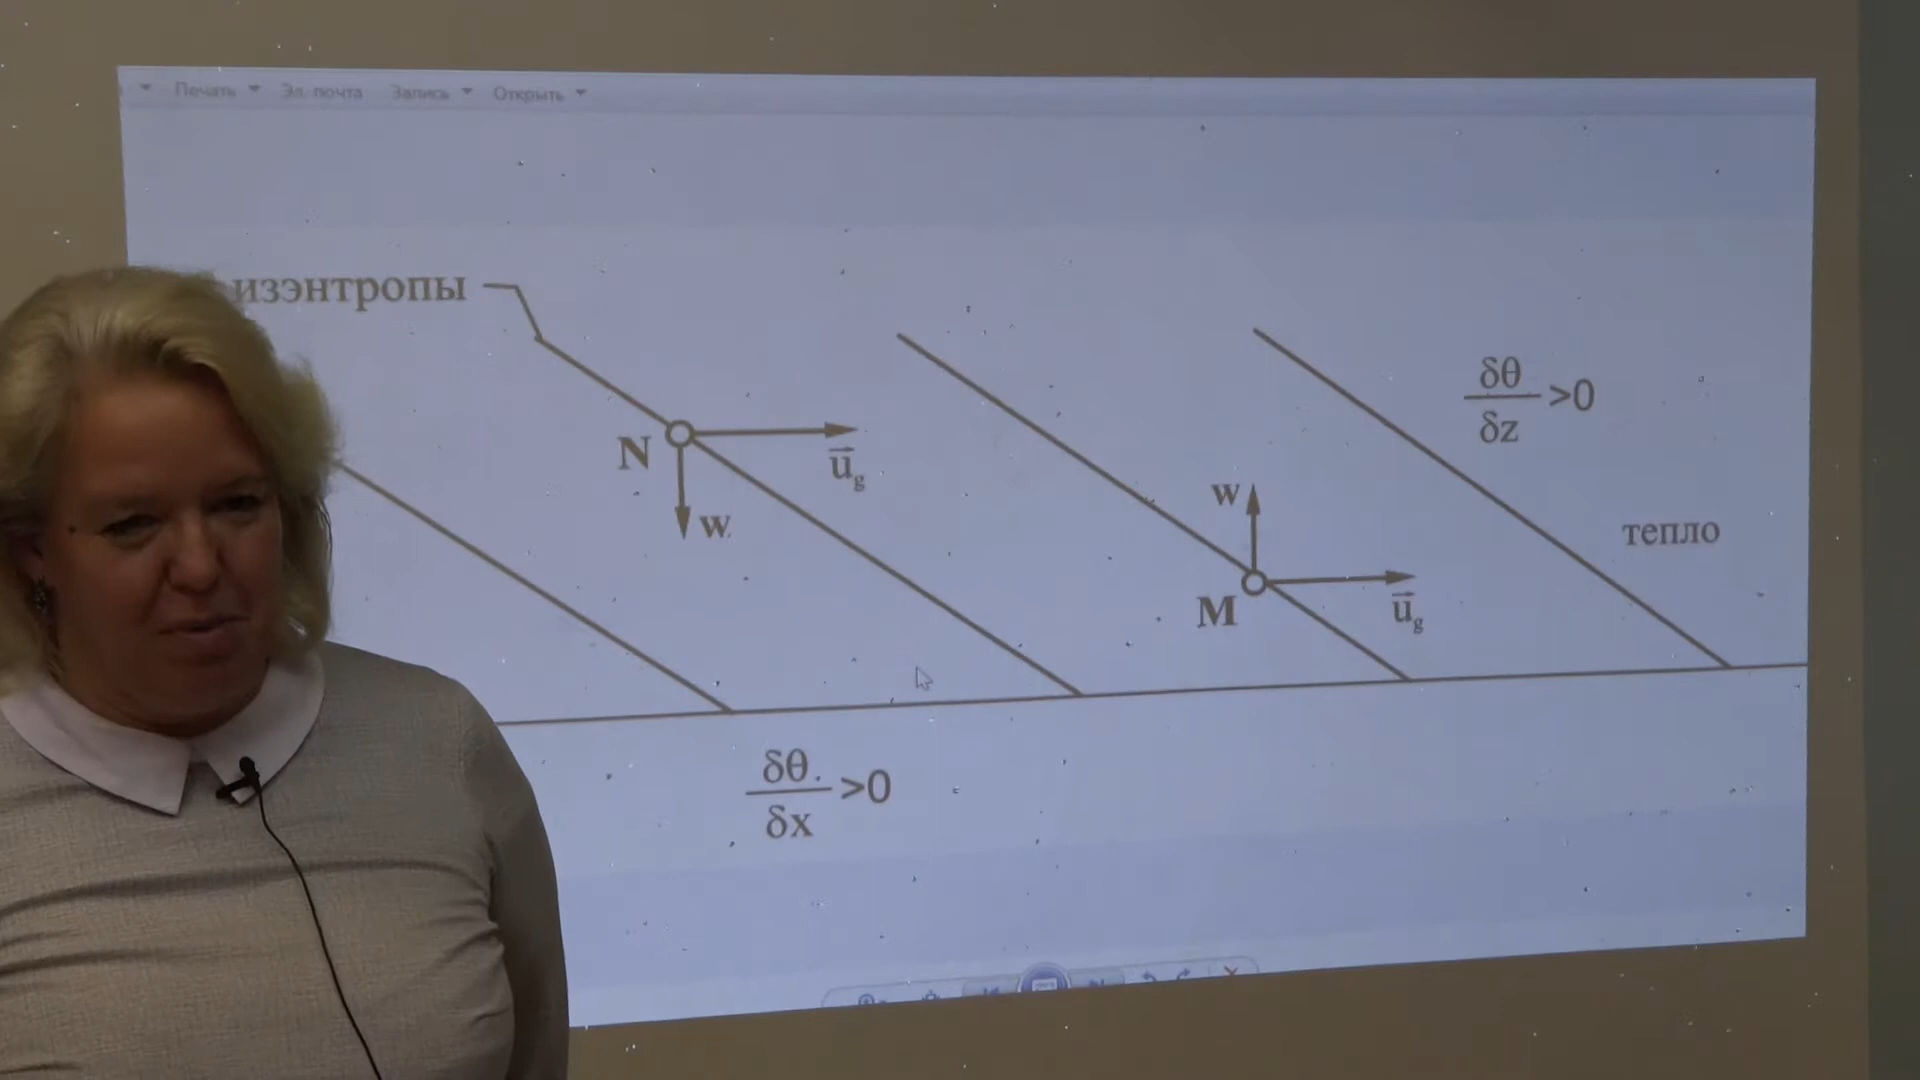 Печать Эл. почта Запись Открыть
изэнтропы
δθ
δz
>0
N
u
g
w
w
тепло
M
u
g
δθ
δx
>0